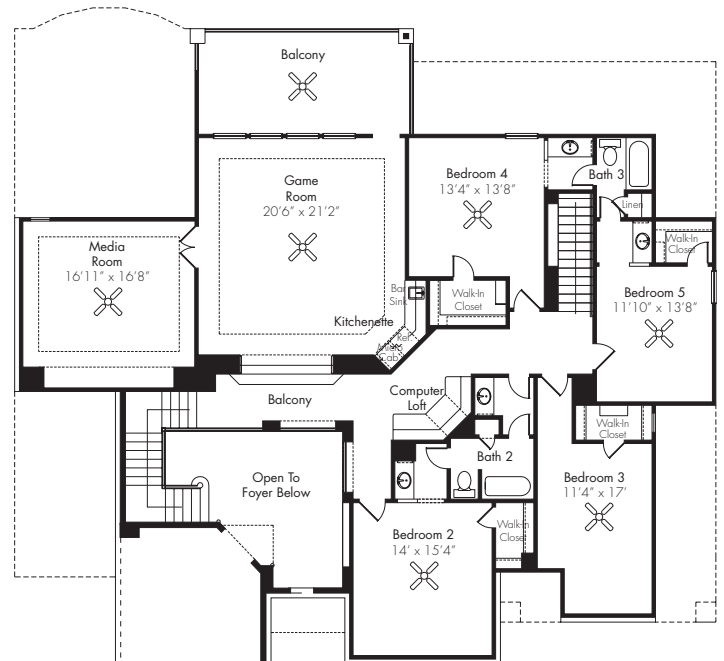 Balcony
Game
Room
20'6" x 21'2"
Bedroom 4
13'4" x 13'8"
Bath 3
Linen
Media
Room
16'11" x 16'8"
Walk-In
Closet
Bedroom 5
11'10" x 13'8"
Bar
Sink
Walk-In
Closet
Kitchenette
Ref.
Cab.
Balcony
Computer
Loft
Walk-In
Closet
Bath 2
Open To
Foyer Below
Bedroom 3
11'4" x 17'
Bedroom 2
14' x 15'4"
Walk-In
Closet